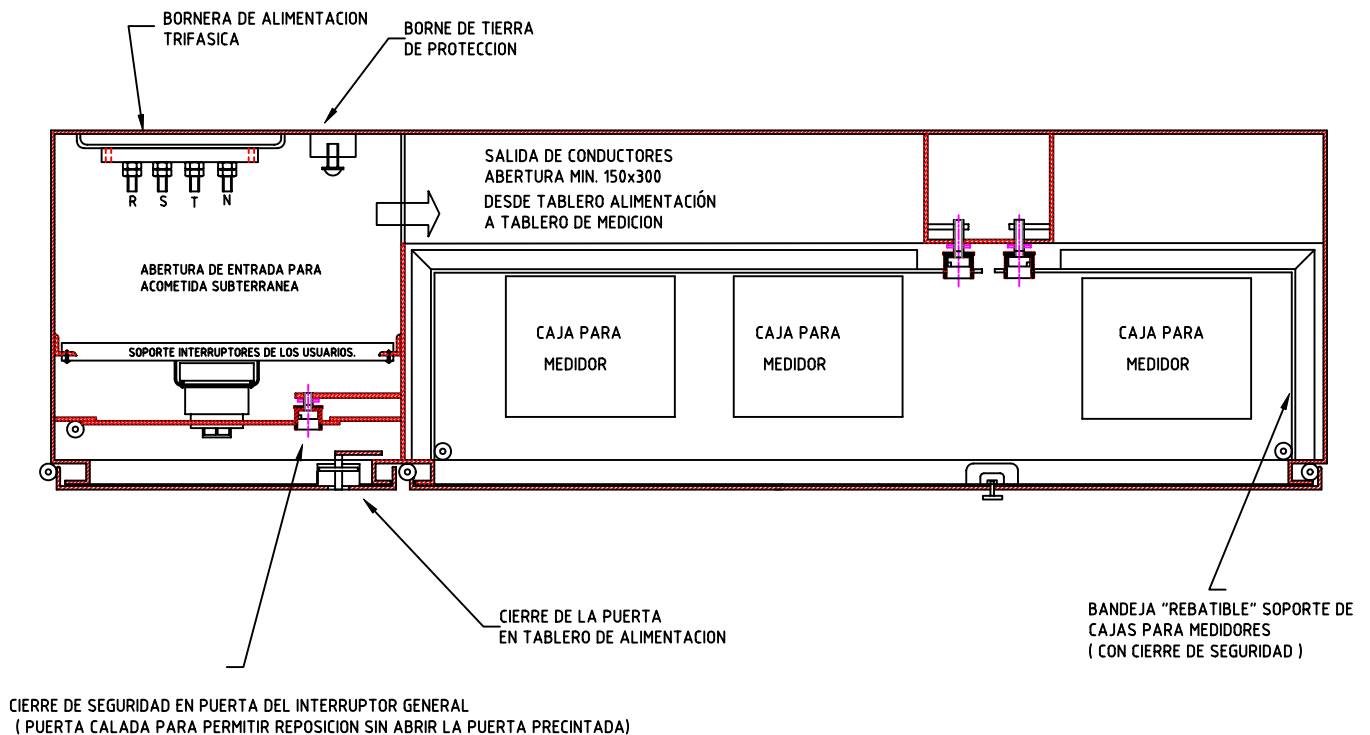 BORNERA DE ALIMENTACION
TRIFASICA
BORNE DE TIERRA
DE PROTECCION
R S T N
SALIDA DE CONDUCTORES
ABERTURA MIN. 150x300
DESDE TABLERO ALIMENTACIÓN
A TABLERO DE MEDICION
ABERTURA DE ENTRADA PARA
ACOMETIDA SUBTERRANEA
SOPORTE INTERRUPTORES DE LOS USUARIOS.
CAJA PARA
MEDIDOR
CAJA PARA
MEDIDOR
CAJA PARA
MEDIDOR
CIERRE DE LA PUERTA
EN TABLERO DE ALIMENTACION
BANDEJA "REBATIBLE" SOPORTE DE
CAJAS PARA MEDIDORES
( CON CIERRE DE SEGURIDAD )
CIERRE DE SEGURIDAD EN PUERTA DEL INTERRUPTOR GENERAL
( PUERTA CALADA PARA PERMITIR REPOSICION SIN ABRIR LA PUERTA PRECINTADA)